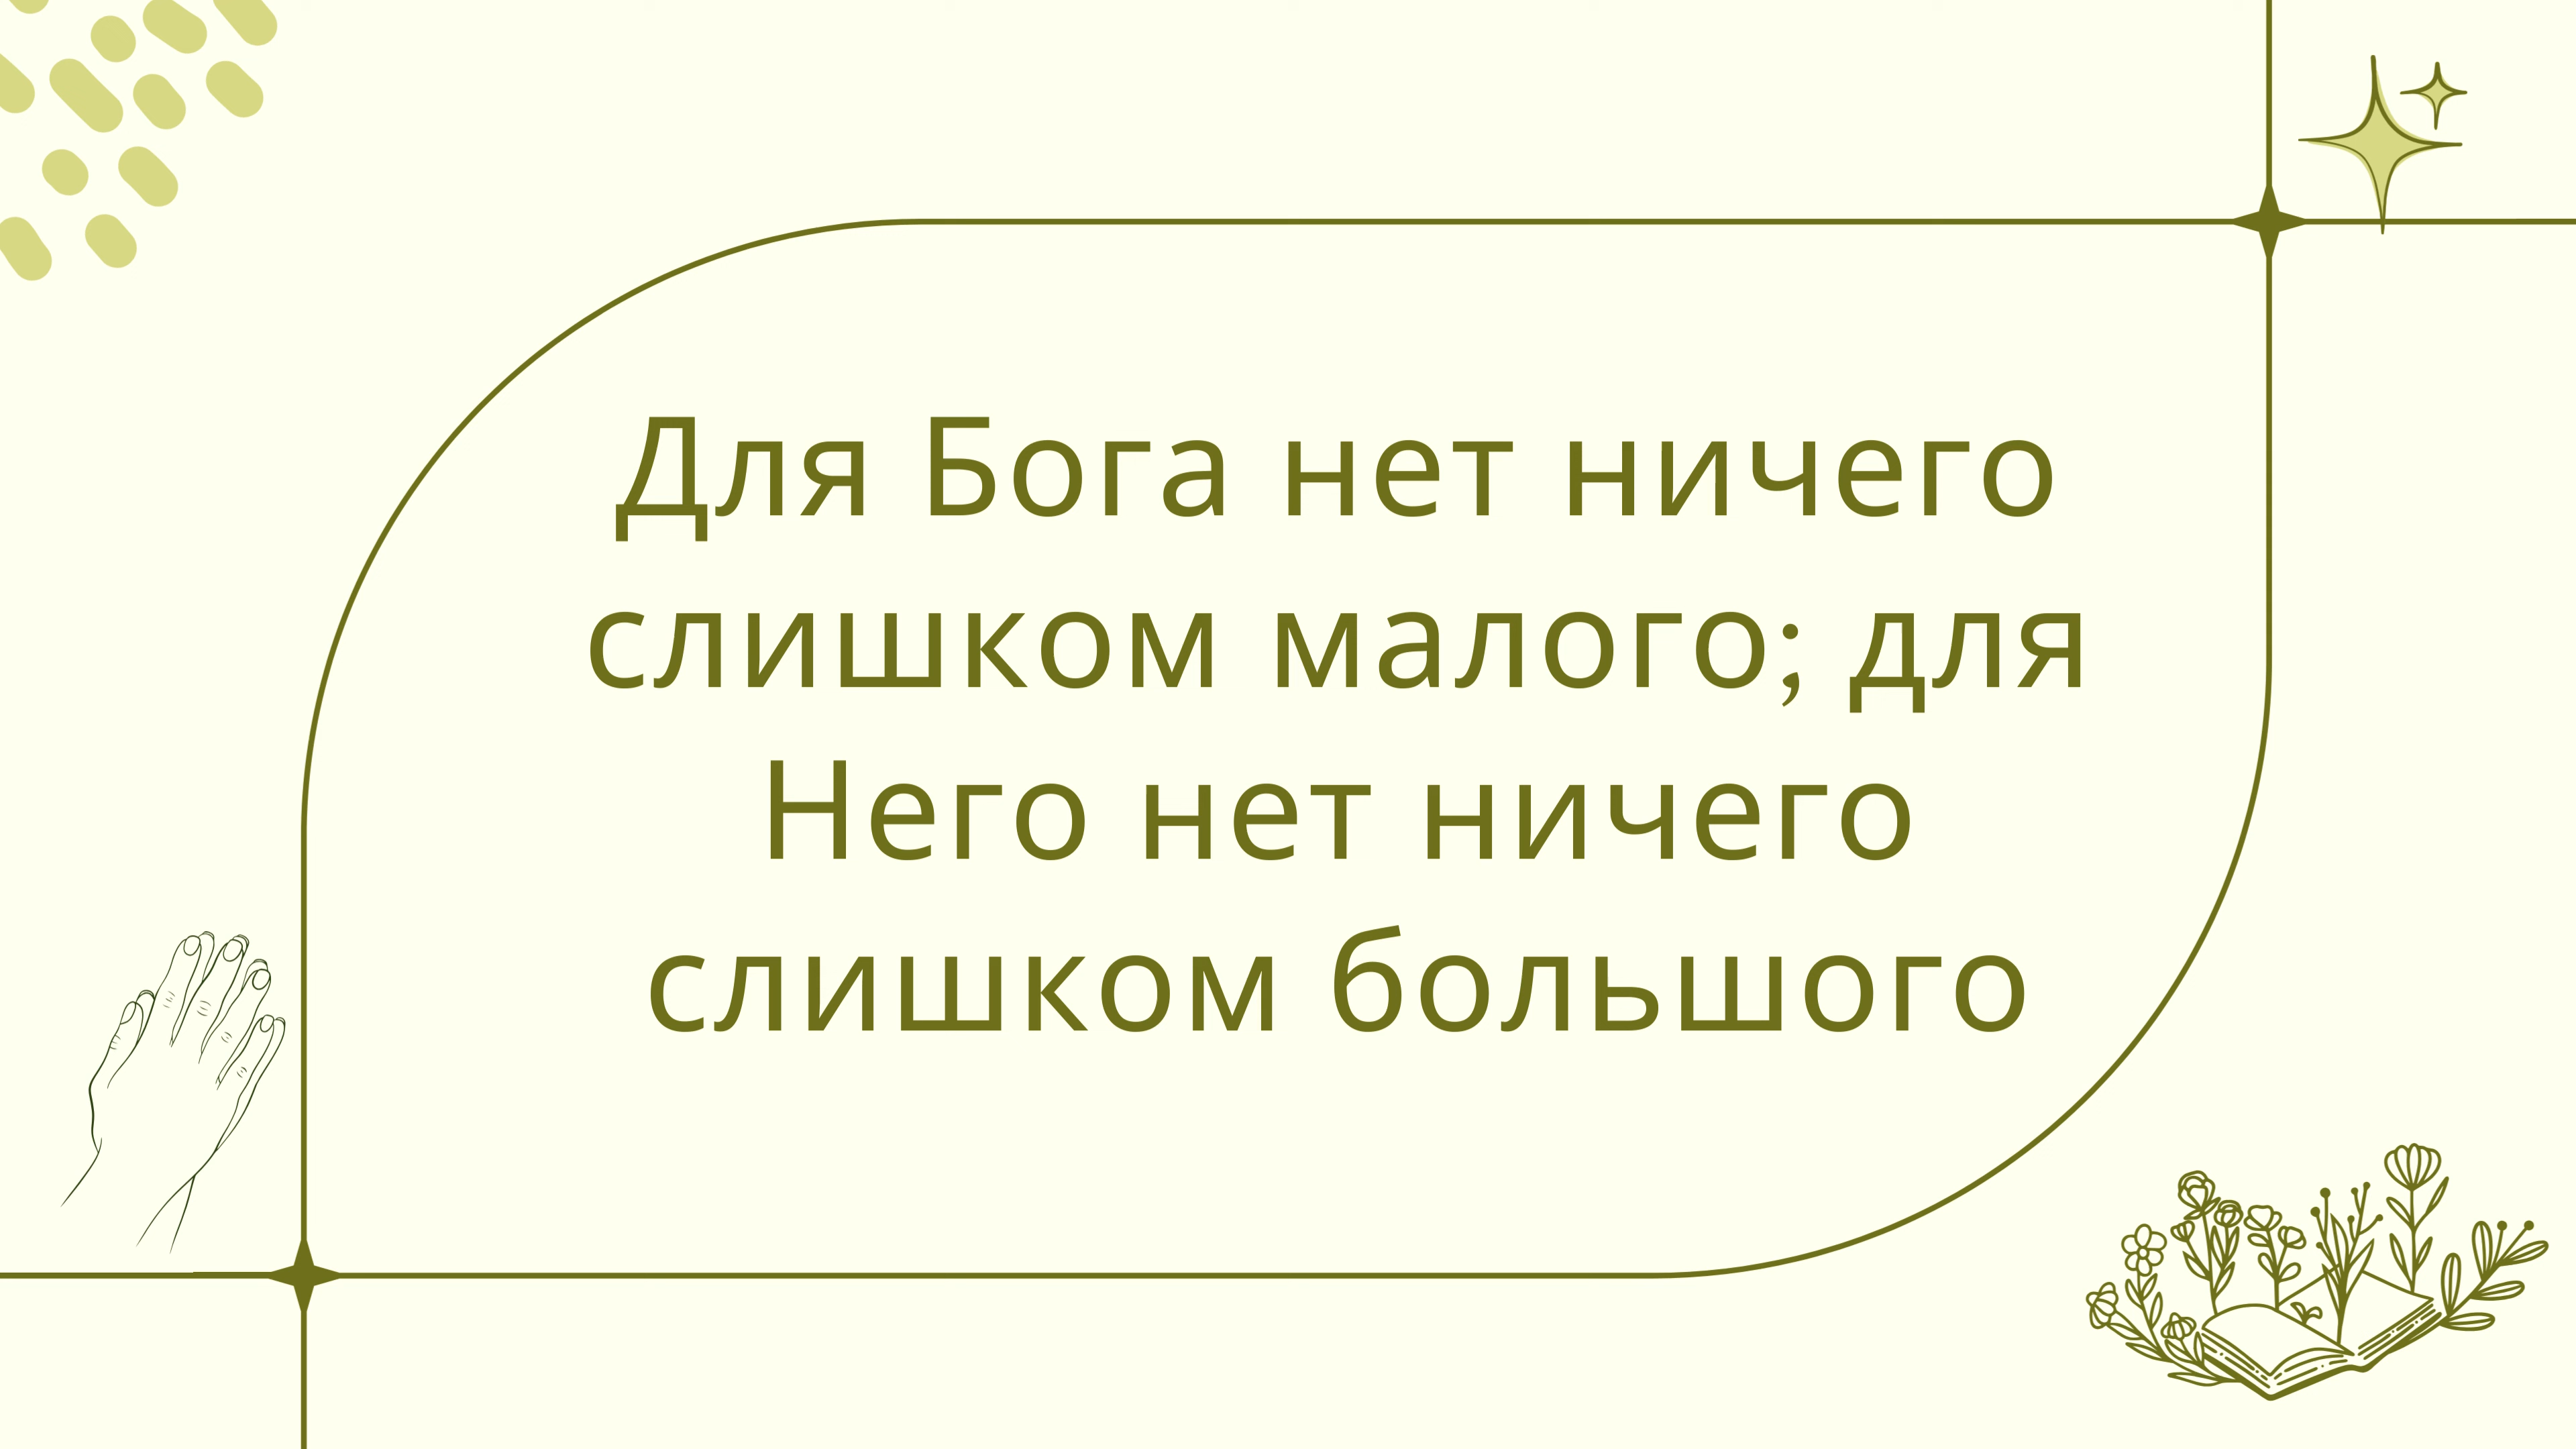 Для Бога нет ничего
слишком малого; для
Него нет ничего
слишком большого